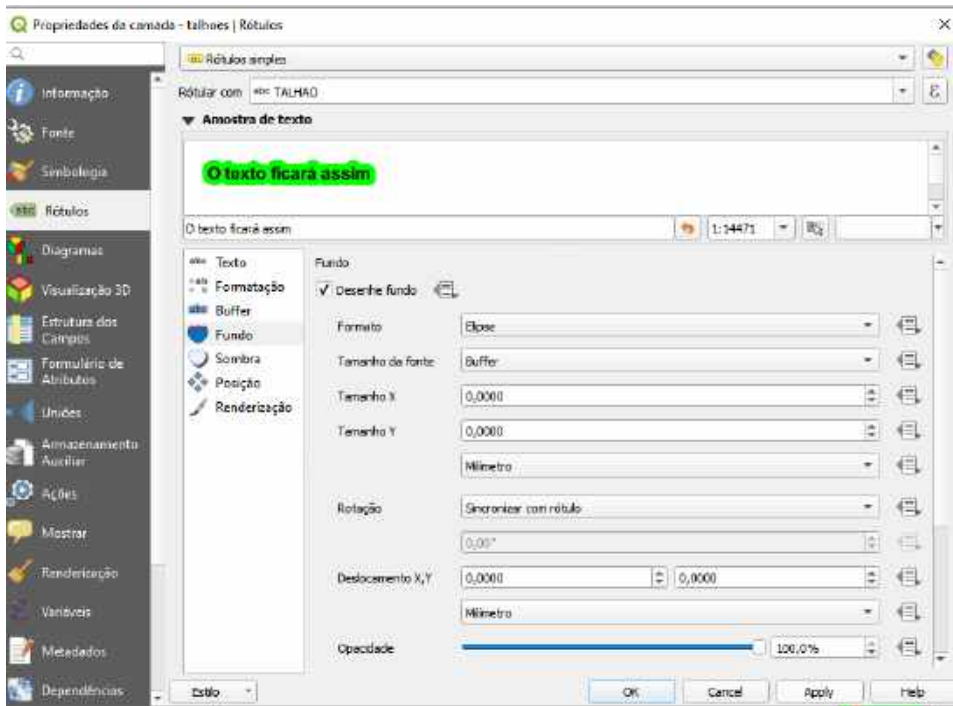 Propriedades da camada - talhoes | Rótulos
Rótulos simples
Rótular com abc TALHAO
Amostra de texto
O texto ficará assim
O texto ficará assim
1:14471
Informação
Fonte
Simbologia
abc Rótulos
Diagramas
Visualização 3D
Estrutura dos
Campos
Formulário de
Atributos
Uniões
Armazenamento
Auxiliar
Ações
Mostrar
Renderização
Variáveis
Metadados
Dependências
Texto
Formatação
Buffer
Fundo
Sombra
Posição
Renderização
Fundo
Desenhe fundo
Formato Elipse
Tamanho da fonte Buffer
Tamanho X 0,0000
Tamanho Y 0,0000
Milímetro
Rotação Sincronizar com rótulo
0,00°
Deslocamento X,Y 0,0000 0,0000
Milímetro
Opacidade 100,0%
Estilo OK Cancel Apply Help